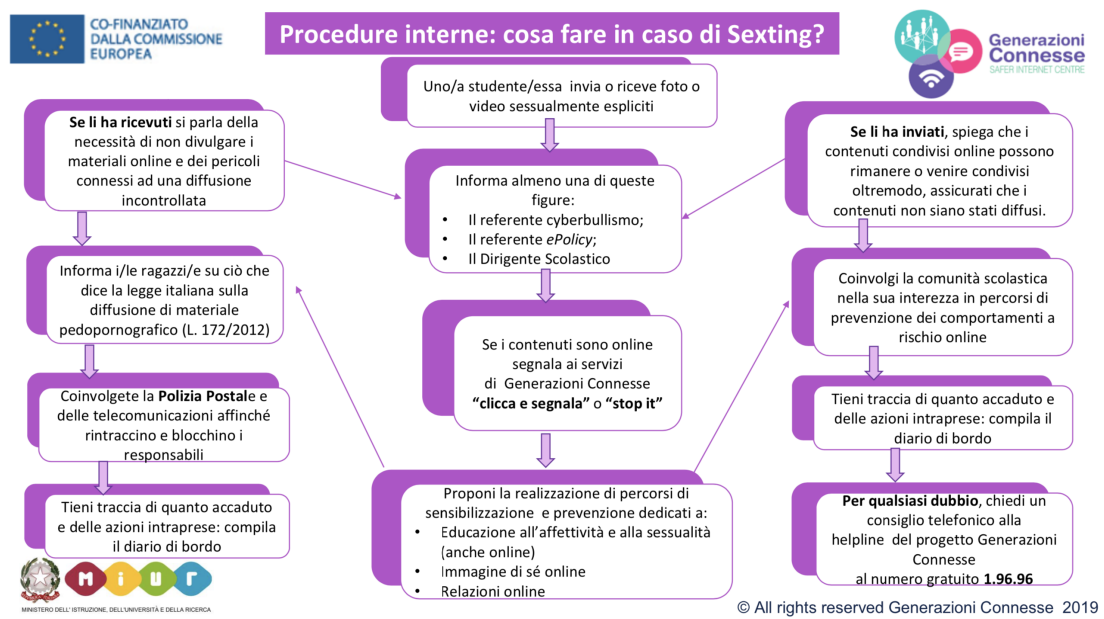 CO-FINANZIATO
DALLA COMMISSIONE
EUROPEA
Procedure interne: cosa fare in caso di Sexting?
Generazioni
Connesse
SAFER INTERNET CENTRE
Uno/a studente/essa invia o riceve foto o
video sessualmente espliciti
Se li ha ricevuti si parla della
necessità di non divulgare i
materiali online e dei pericoli
connessi ad una diffusione
incontrollata
Informa i/le ragazzi/e su ciò che
dice la legge italiana sulla
diffusione di materiale
pedopornografico (L. 172/2012)
Coinvolgete la Polizia Postale e
delle telecomunicazioni affinché
rintraccino e blocchino i
responsabili
Tieni traccia di quanto accaduto
e delle azioni intraprese: compila
il diario di bordo
Informa almeno una di queste
figure:
• Il referente cyberbullismo;
• Il referente ePolicy;
• Il Dirigente Scolastico
Se i contenuti sono online
segnala ai servizi
di Generazioni Connesse
“clicca e segnala” o “stop it”
Proponi la realizzazione di percorsi di
sensibilizzazione e prevenzione dedicati a:
• Educazione all’affettività e alla sessualità
(anche online)
• Immagine di sé online
• Relazioni online
Se li ha inviati, spiega che i
contenuti condivisi online possono
rimanere o venire condivisi
oltremodo, assicurati che i
contenuti non siano stati diffusi.
Coinvolgi la comunità scolastica
nella sua interezza in percorsi di
prevenzione dei comportamenti a
rischio online
Tieni traccia di quanto accaduto e
delle azioni intraprese: compila il
diario di bordo
Per qualsiasi dubbio, chiedi un
consiglio telefonico alla
helpline del progetto Generazioni
Connesse
al numero gratuito 1.96.96
MIUR
MINISTERO DELL' ISTRUZIONE, DELL'UNIVERSITÀ E DELLA RICERCA
© All rights reserved Generazioni Connesse 2019